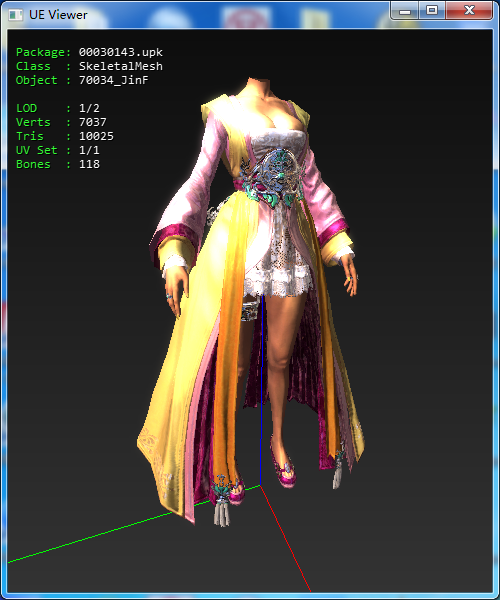 UE Viewer
Package: 00030143.upk
Class : SkeletalMesh
Object : 70034_JinF
LOD : 1/2
Verts : 7037
Tris : 10025
UV Set : 1/1
Bones : 118